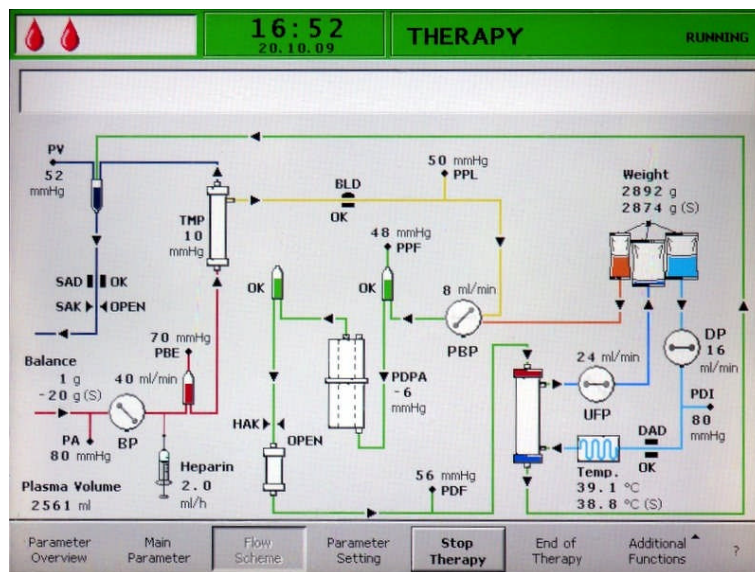 16:52
20.10.09
THERAPY
RUNNING
PV
52
mmHg
TMP
10
mmHg
BLD
OK
50 mmHg
PPL
Weight
2892 g
2874 g (S)
48 mmHg
PPF
SAD OK
SAK OPEN
OK
OK
8 ml/min
PBP
DP
16
ml/min
70 mmHg
PBE
Balance
1 g
-20 g (S)
40 ml/min
BP
PA
80 mmHg
PDPA
-6
mmHg
24 ml/min
UFP
PDI
80
mmHg
HAK
OPEN
DAD
OK
Heparin
2.0
ml/h
Plasma Volume
2561 ml
56 mmHg
PDF
Temp.
39.1 °C
38.8 °C (S)
Parameter
Overview
Main
Parameter
Flow
Scheme
Parameter
Setting
Stop
Therapy
End of
Therapy
Additional
Functions
?